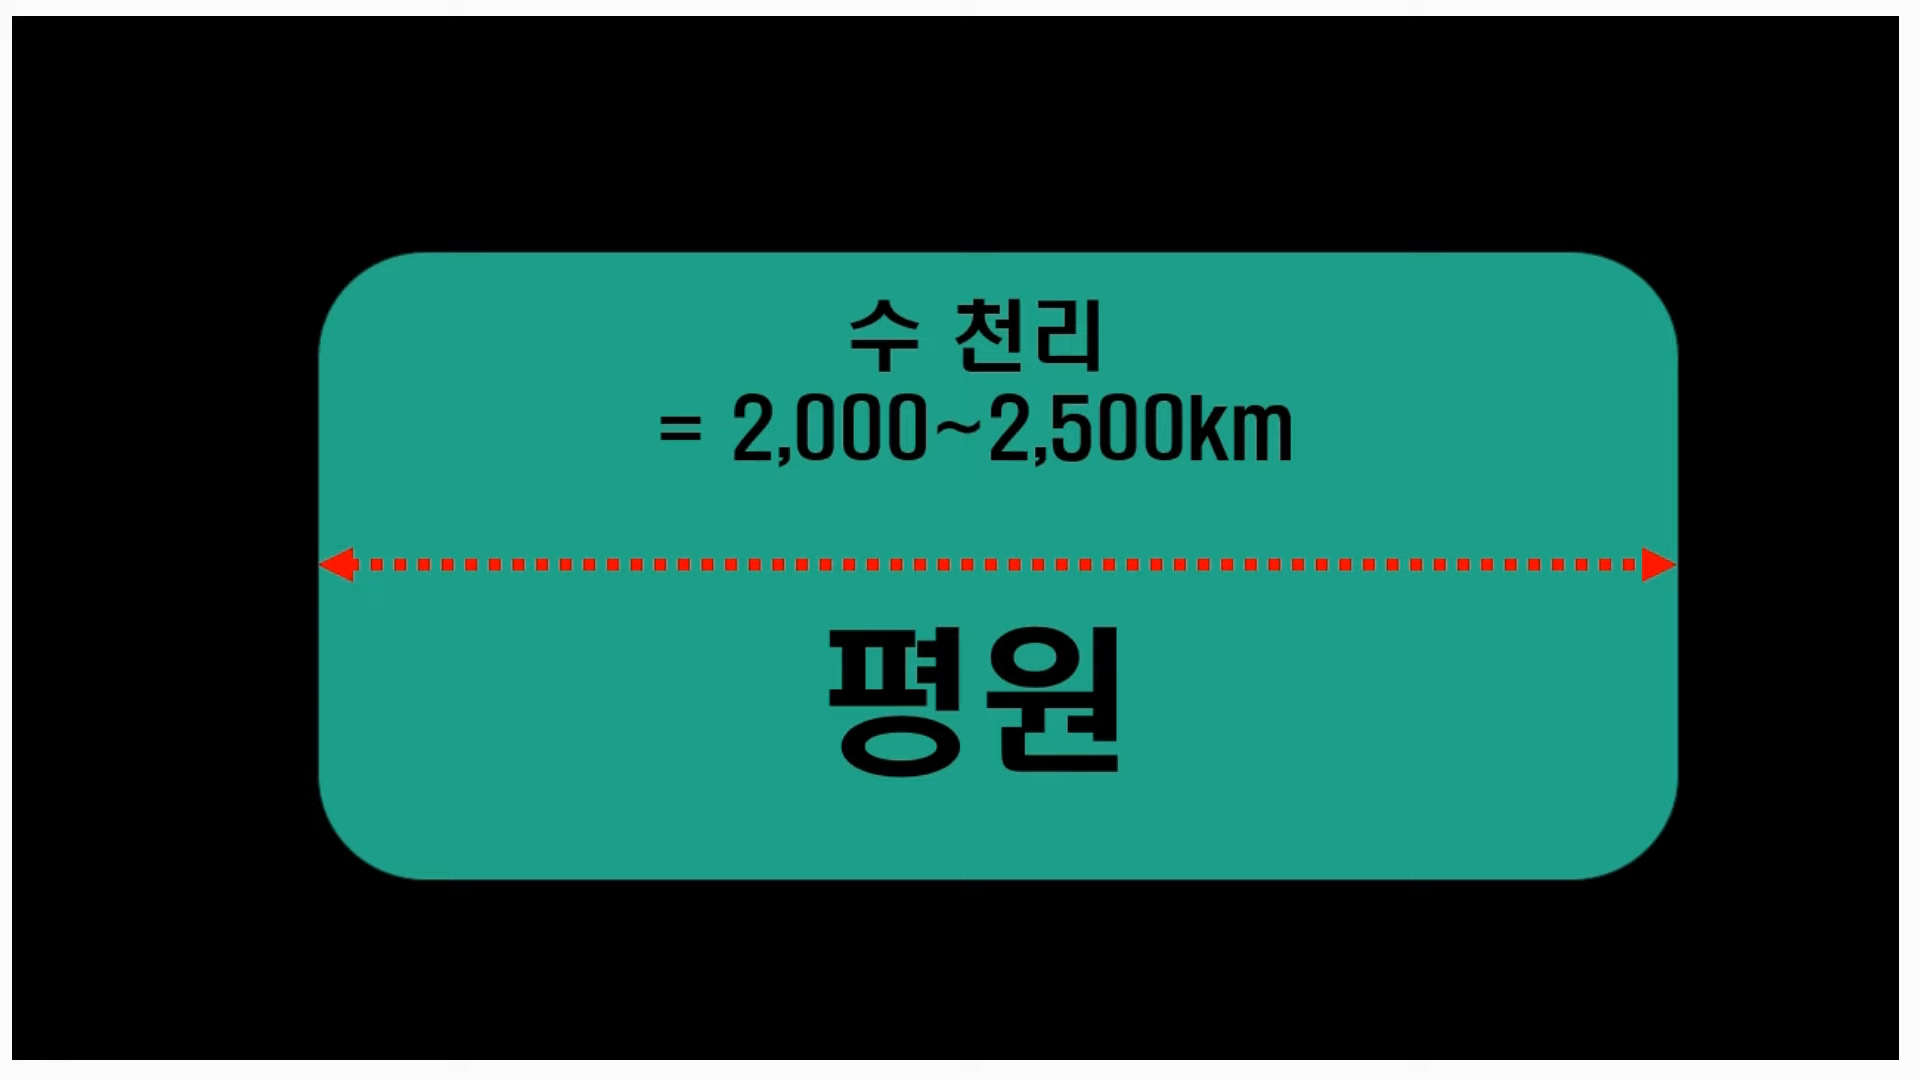 수 천리
= 2,000~2,500km
평원